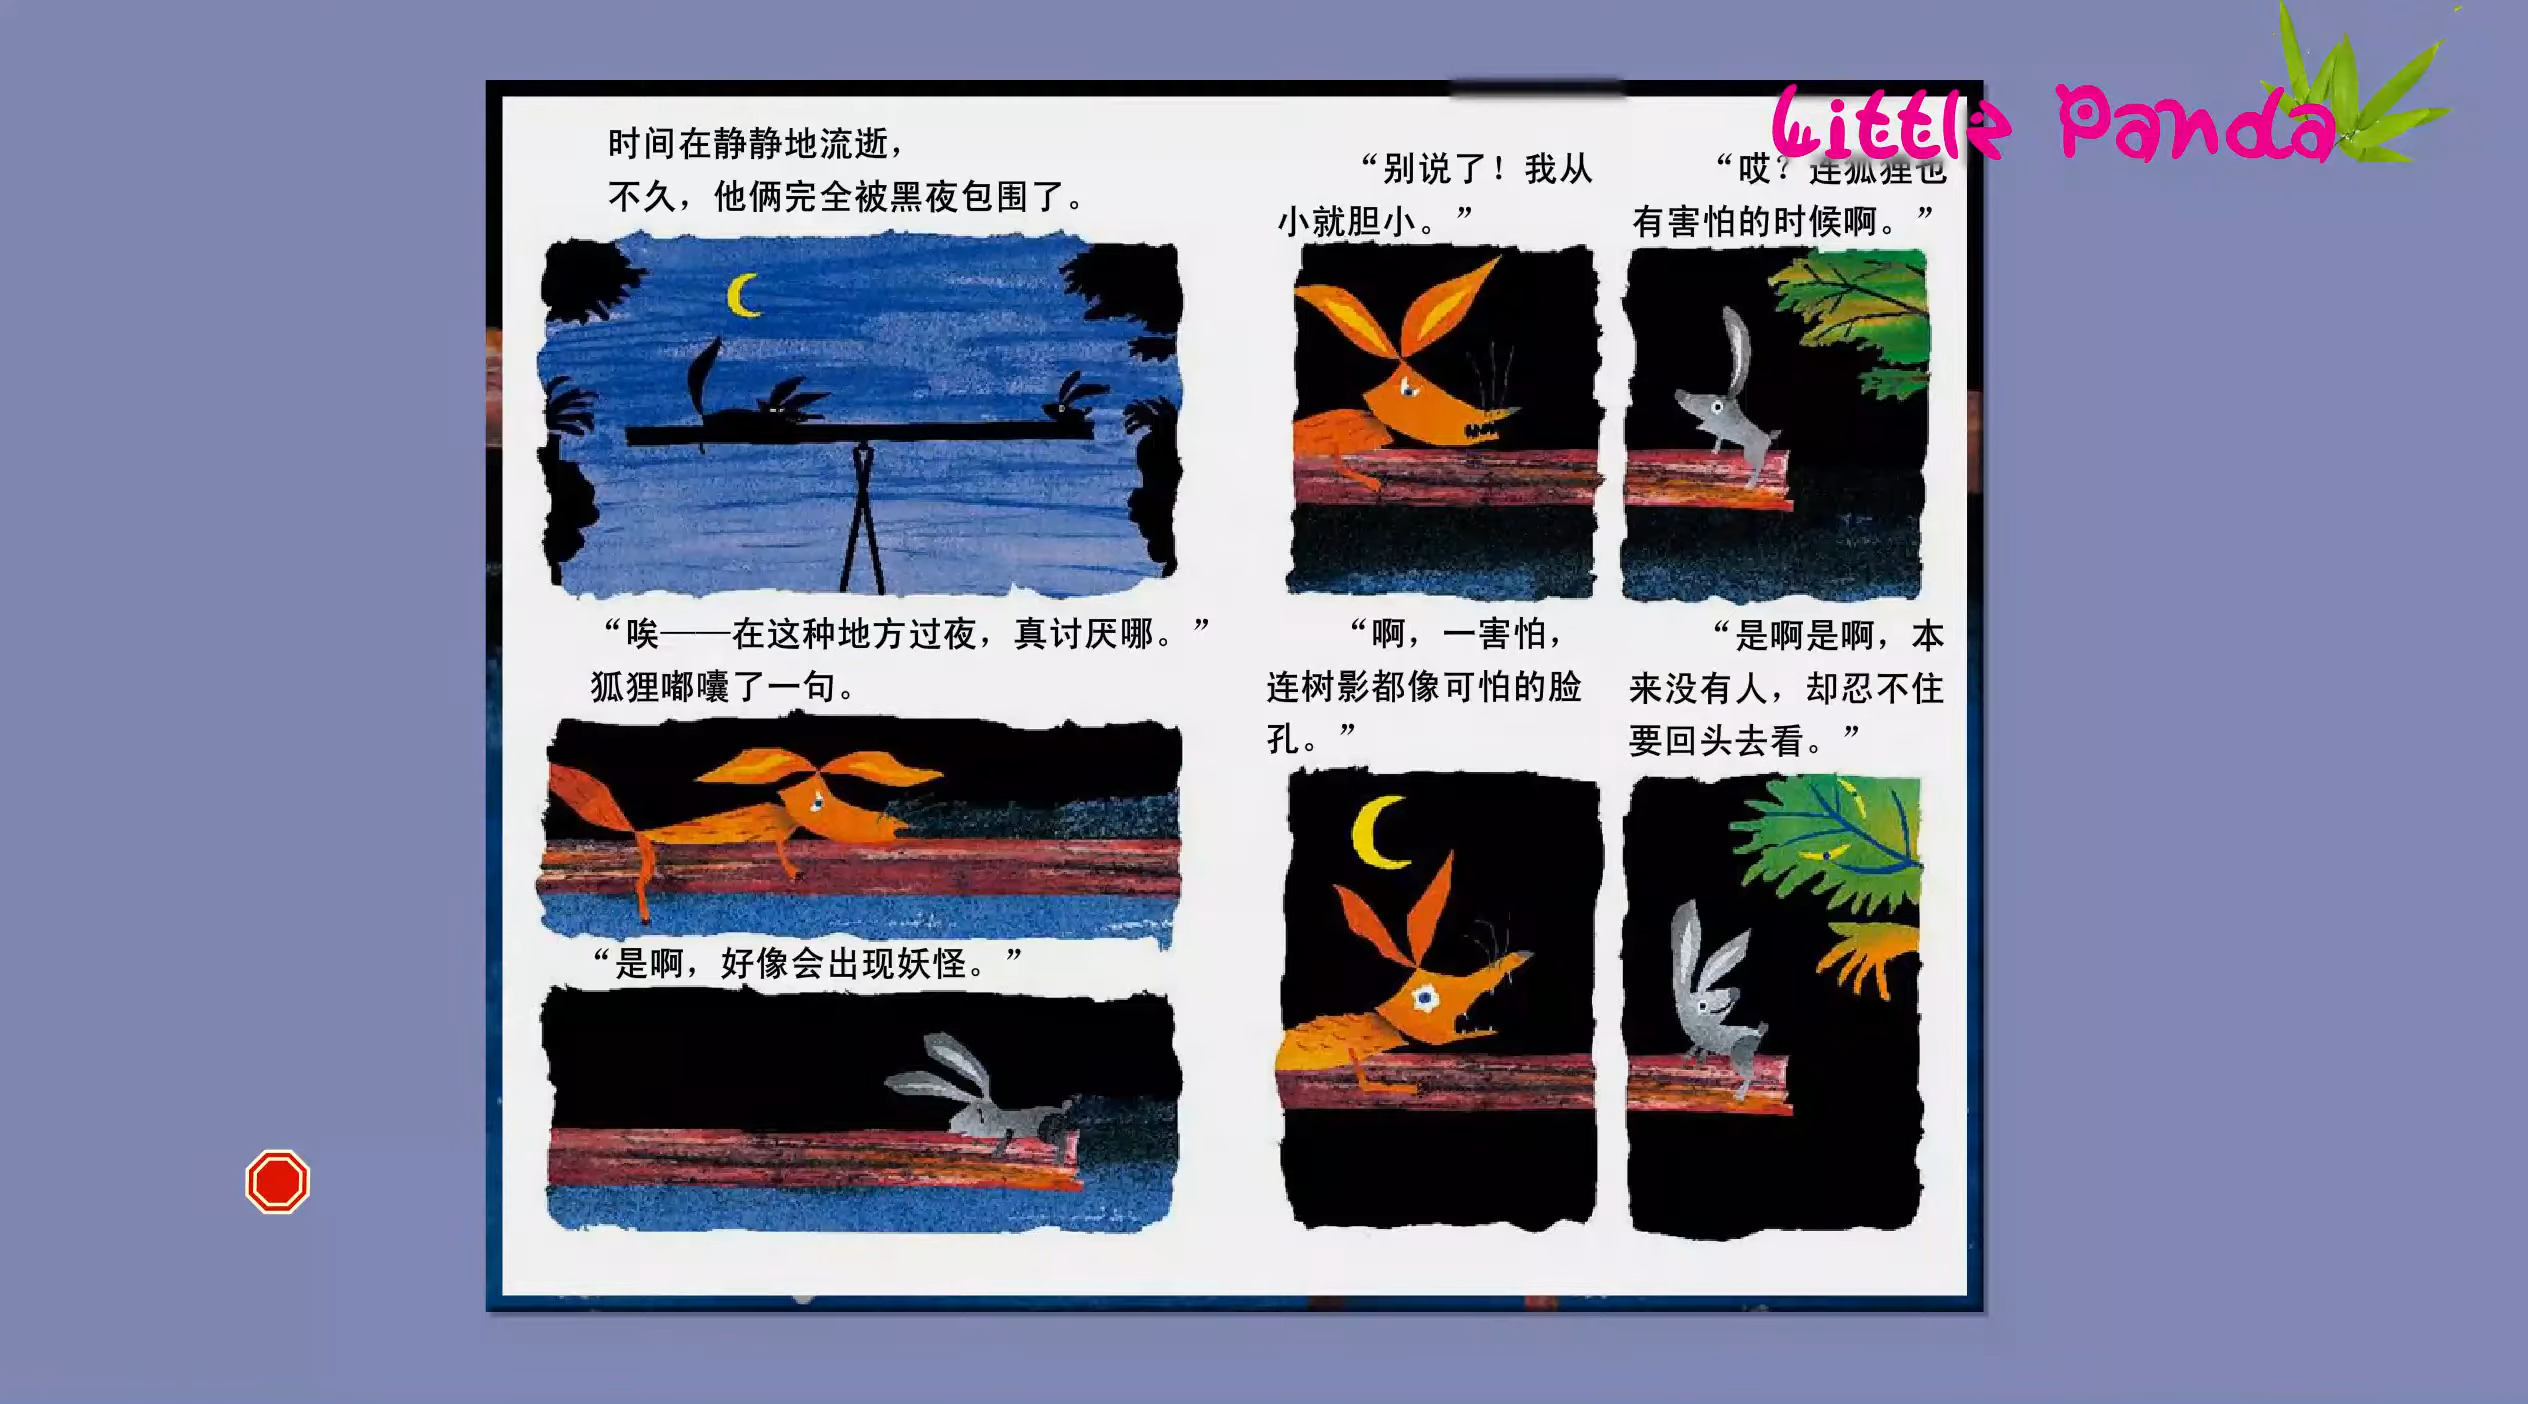 Little Panda
时间在静静地流逝，
不久，他俩完全被黑夜包围了。
“唉——在这种地方过夜，真讨厌哪。”
狐狸嘟囔了一句。
“是啊，好像会出现妖怪。”
“别说了！我从
小就胆小。”
“哎？连狐狸也
有害怕的时候啊。”
“啊，一害怕，
连树影都像可怕的脸
孔。”
“是啊是啊，本
来没有人，却忍不住
要回头去看。”